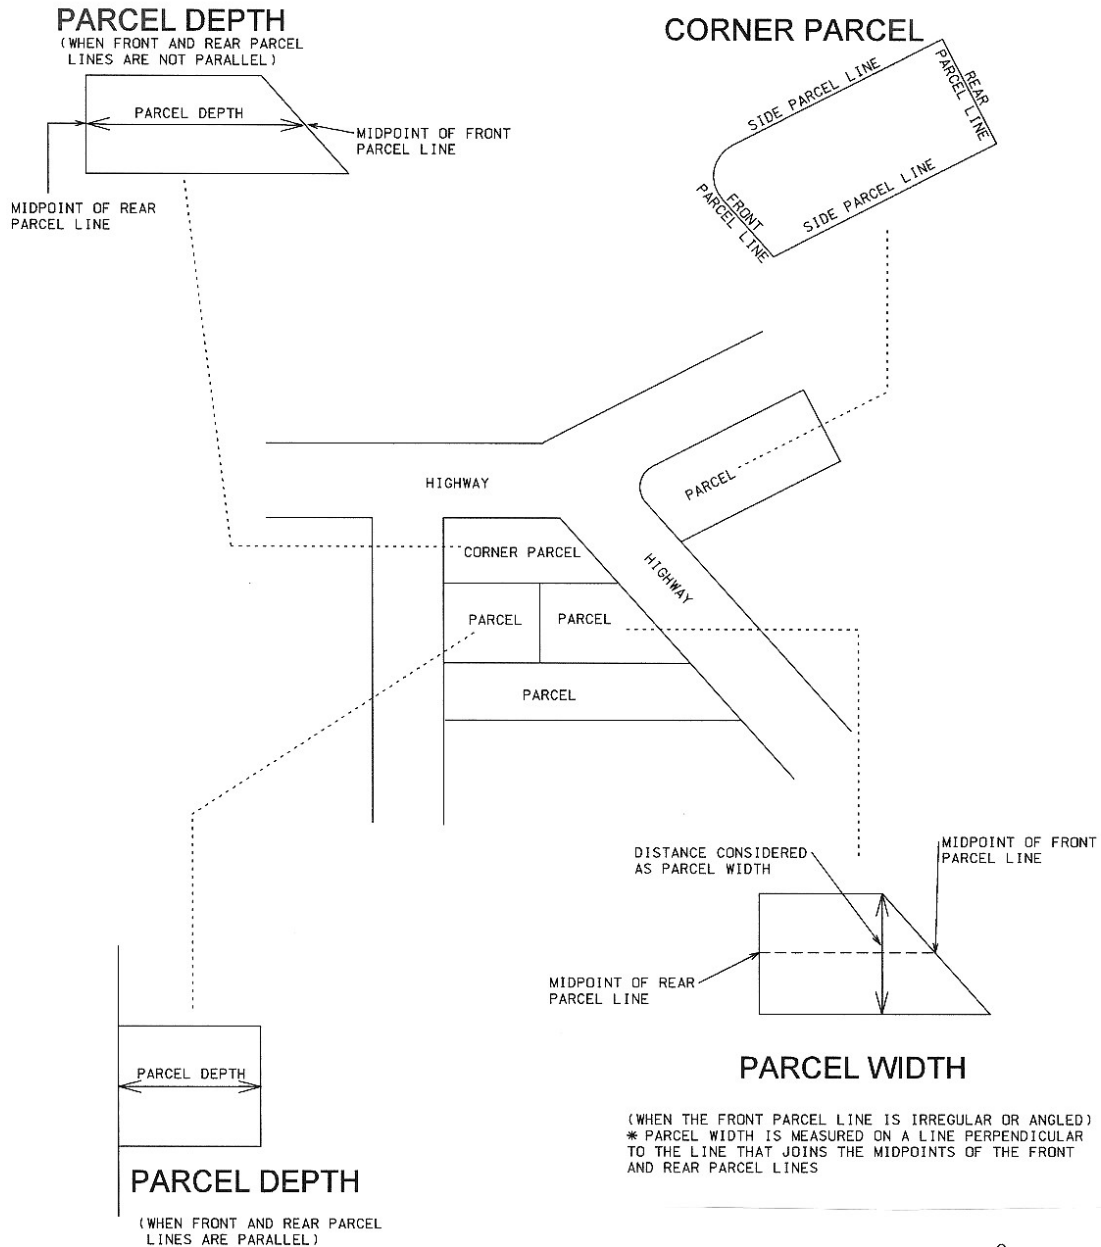 PARCEL DEPTH
(WHEN FRONT AND REAR PARCEL
LINES ARE NOT PARALLEL)
PARCEL DEPTH
MIDPOINT OF FRONT
PARCEL LINE
MIDPOINT OF REAR
PARCEL LINE
CORNER PARCEL
SIDE PARCEL LINE
REAR
PARCEL LINE
FRONT
PARCEL LINE
SIDE PARCEL LINE
HIGHWAY
PARCEL
CORNER PARCEL
HIGHWAY
PARCEL
PARCEL
PARCEL
DISTANCE CONSIDERED
AS PARCEL WIDTH
MIDPOINT OF FRONT
PARCEL LINE
MIDPOINT OF REAR
PARCEL LINE
PARCEL WIDTH
(WHEN THE FRONT PARCEL LINE IS IRREGULAR OR ANGLED)
* PARCEL WIDTH IS MEASURED ON A LINE PERPENDICULAR
TO THE LINE THAT JOINS THE MIDPOINTS OF THE FRONT
AND REAR PARCEL LINES
PARCEL DEPTH
PARCEL DEPTH
(WHEN FRONT AND REAR PARCEL
LINES ARE PARALLEL)